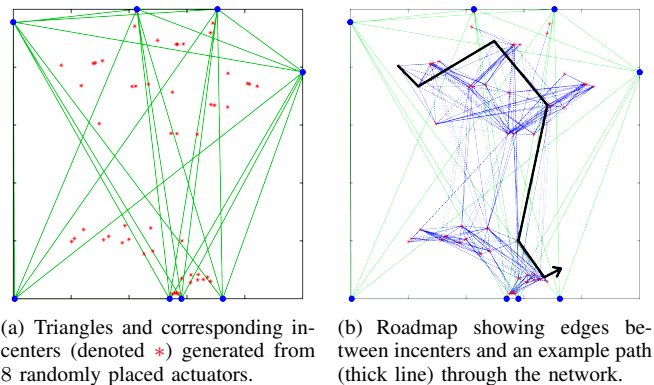 (a) Triangles and corresponding in-
centers (denoted *) generated from
8 randomly placed actuators.
(b) Roadmap showing edges be-
tween incenters and an example path
(thick line) through the network.